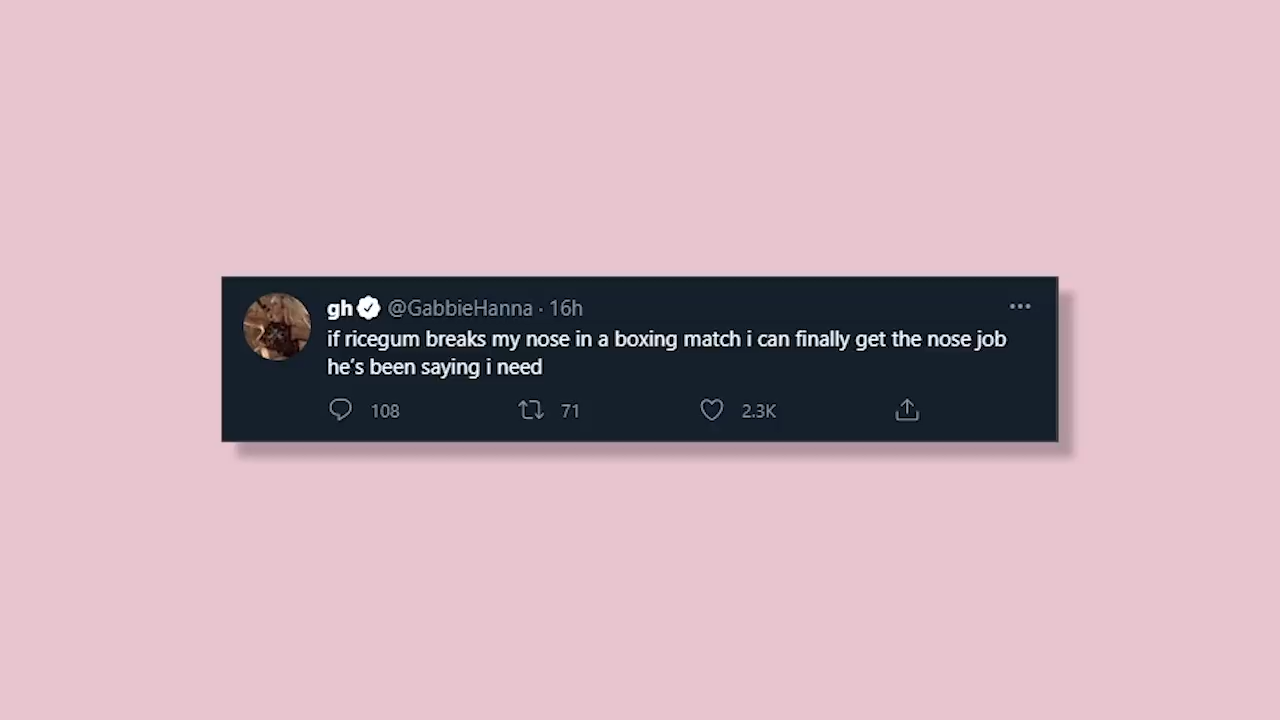 gh @GabbieHanna · 16h
if ricegum breaks my nose in a boxing match i can finally get the nose job
he's been saying i need
108 71 2.3K